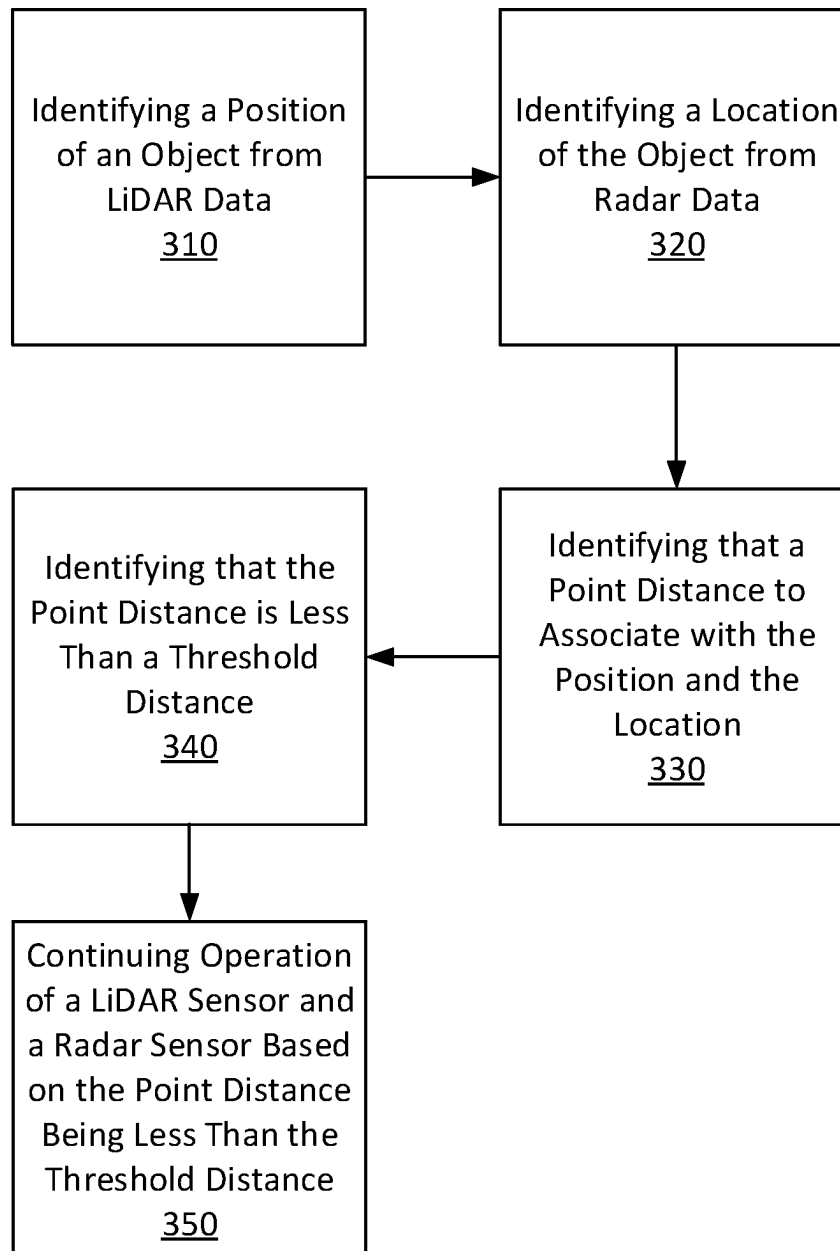 Identifying a Position
of an Object from
LiDAR Data
310
Identifying a Location
of the Object from
Radar Data
320
Identifying that a
Point Distance to
Associate with the
Position and the
Location
330
Identifying that the
Point Distance is Less
Than a Threshold
Distance
340
Continuing Operation
of a LiDAR Sensor and
a Radar Sensor Based
on the Point Distance
Being Less Than the
Threshold Distance
350